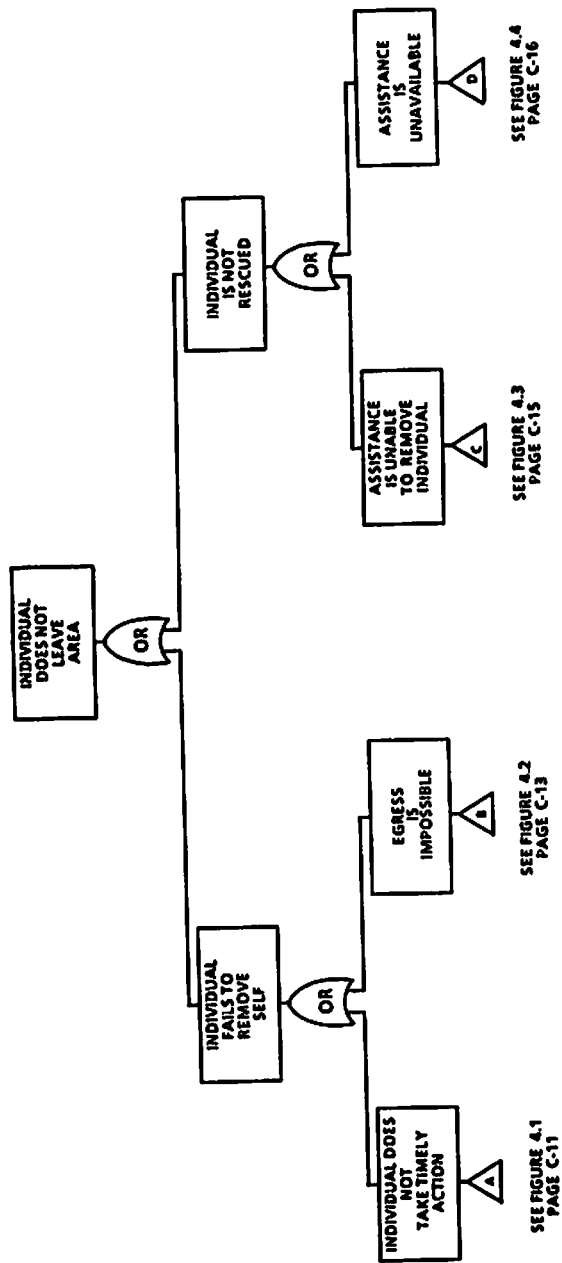 INDIVIDUAL
DOES NOT
LEAVE
AREA
OR
INDIVIDUAL
FAILS TO
REMOVE
SELF
OR
INDIVIDUAL DOES
NOT
TAKE TIMELY
ACTION
A
SEE FIGURE 4.1
PAGE C-11
EGRESS
IS
IMPOSSIBLE
B
SEE FIGURE 4.2
PAGE C-13
INDIVIDUAL
IS NOT
RESCUED
OR
ASSISTANCE
IS UNABLE
TO REMOVE
INDIVIDUAL
C
SEE FIGURE 4.3
PAGE C-15
ASSISTANCE
IS
UNAVAILABLE
D
SEE FIGURE 4.4
PAGE C-16